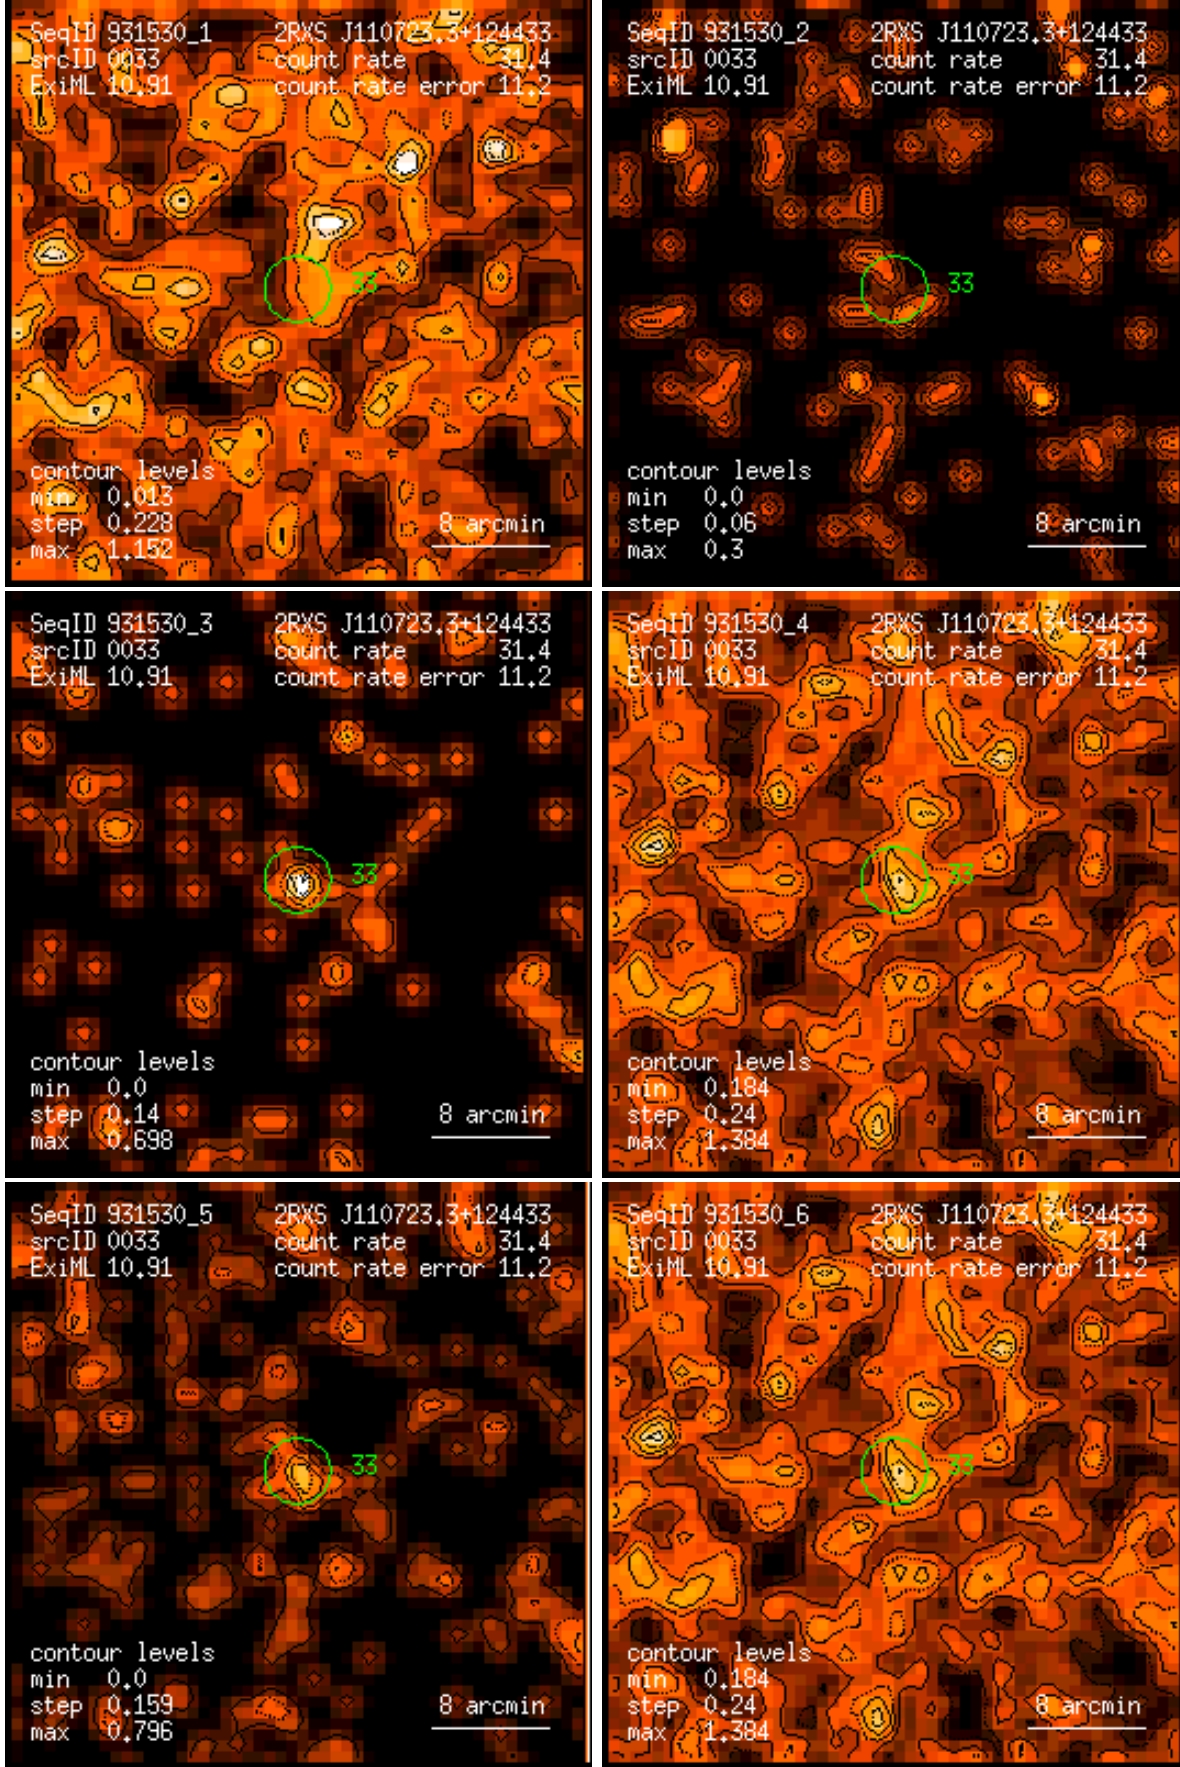 SeqID 931530_1 2RXS J110723.3+124433
srcID 0033 count rate 31.4
ExiML 10.91 count rate error 11.2
33
contour levels
min 0.013
step 0.228
max 1.152
8 arcmin
SeqID 931530_2 2RXS J110723.3+124433
srcID 0033 count rate 31.4
ExiML 10.91 count rate error 11.2
33
contour levels
min 0.0
step 0.06
max 0.3
8 arcmin
SeqID 931530_3 2RXS J110723.3+124433
srcID 0033 count rate 31.4
ExiML 10.91 count rate error 11.2
33
contour levels
min 0.0
step 0.14
max 0.698
8 arcmin
SeqID 931530_4 2RXS J110723.3+124433
srcID 0033 count rate 31.4
ExiML 10.91 count rate error 11.2
33
contour levels
min 0.184
step 0.24
max 1.384
8 arcmin
SeqID 931530_5 2RXS J110723.3+124433
srcID 0033 count rate 31.4
ExiML 10.91 count rate error 11.2
33
contour levels
min 0.0
step 0.159
max 0.796
8 arcmin
SeqID 931530_6 2RXS J110723.3+124433
srcID 0033 count rate 31.4
ExiML 10.91 count rate error 11.2
33
contour levels
min 0.184
step 0.24
max 1.384
8 arcmin